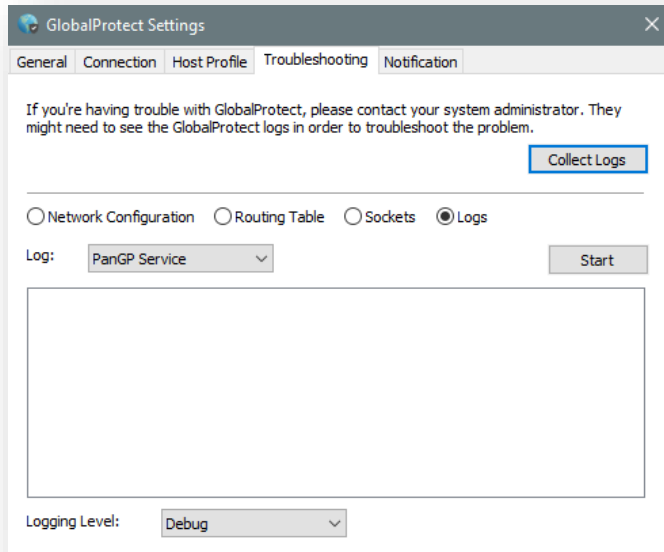 GlobalProtect Settings
General Connection Host Profile Troubleshooting Notification
If you're having trouble with GlobalProtect, please contact your system administrator. They
might need to see the GlobalProtect logs in order to troubleshoot the problem.
Collect Logs
Network Configuration Routing Table Sockets Logs
Log: PanGP Service Start
Logging Level: Debug